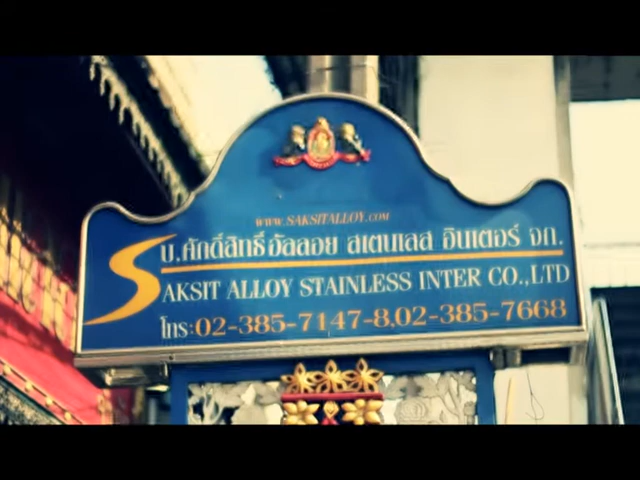 www.SAKSITALLOY.com
บ.ศักดิ์สิทธิ์อัลลอย สเตนเลส อินเตอร์ จก.
SAKSIT ALLOY STAINLESS INTER CO.,LTD
โทร:02-385-7147-8,02-385-7668